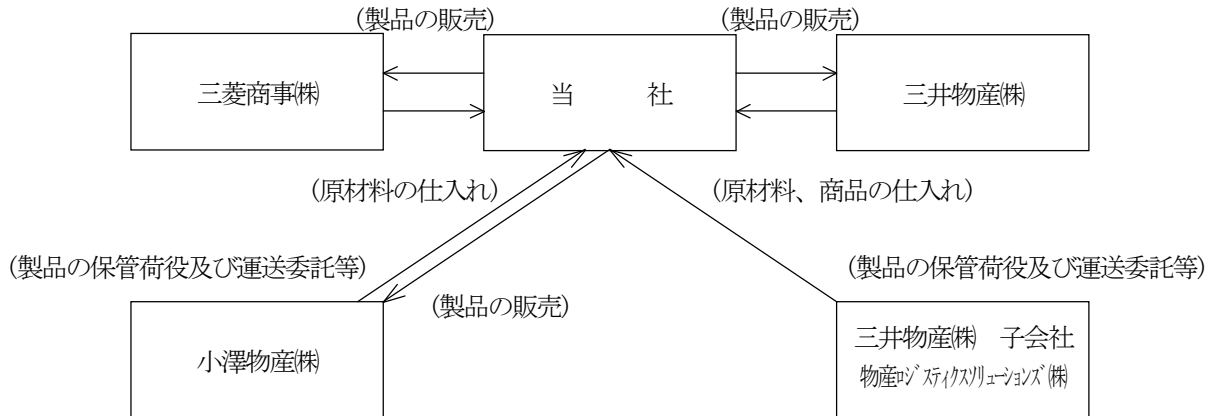 (製品の販売)
(製品の販売)
三菱商事㈱
当 社
三井物産㈱
(原材料の仕入れ)
(原材料、商品の仕入れ)
(製品の保管荷役及び運送委託等)
(製品の保管荷役及び運送委託等)
(製品の販売)
小澤物産㈱
三井物産㈱ 子会社
物産ﾛｼﾞｽﾃｨｸｽｿﾘｭｰｼｮﾝｽﾞ㈱